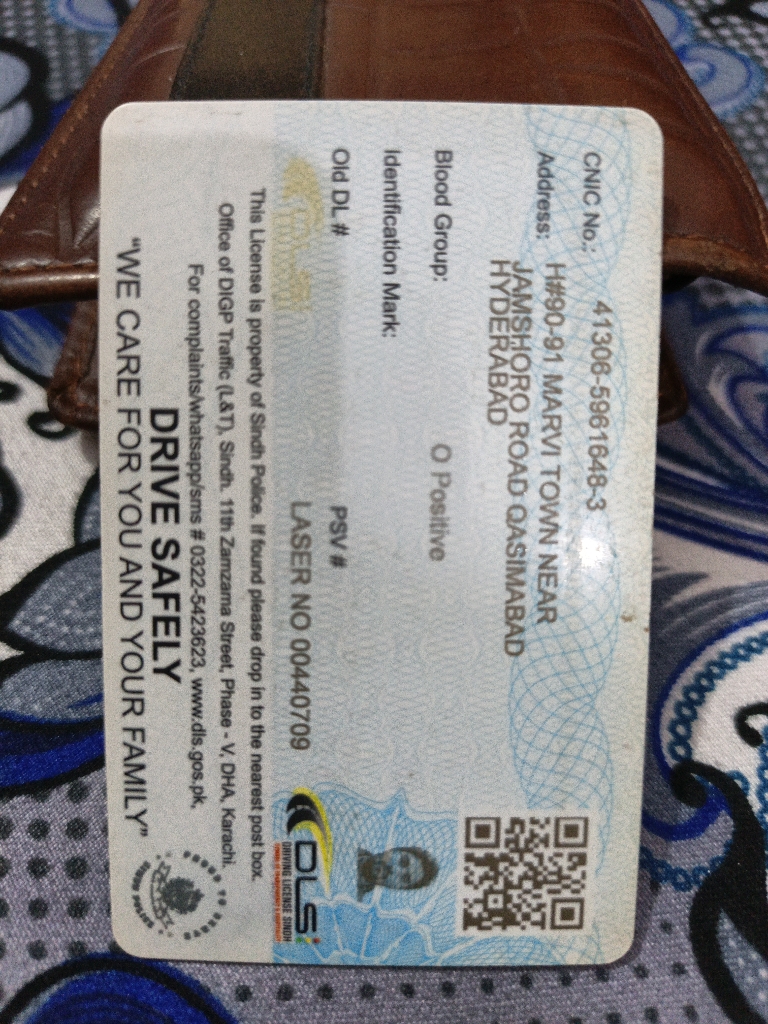 CNIC No.: 41306-5961648-3
Address: H#90-91 MARVI TOWN NEAR
JAMSHORO ROAD QASIMABAD
HYDERABAD
Blood Group: O Positive
Identification Mark:
Old DL # PSV #
LASER NO 00440709
This License is property of Sindh Police. If found please drop in to the nearest post box.
Office of DIGP Traffic (L&T), Sindh. 11th Zamzama Street, Phase - V, DHA, Karachi.
For complaints/whatsapp/sms # 0322-5423623, www.dls.gos.pk,
DRIVE SAFELY
"WE CARE FOR YOU AND YOUR FAMILY"
DLS
DRIVING LICENSE SINDH